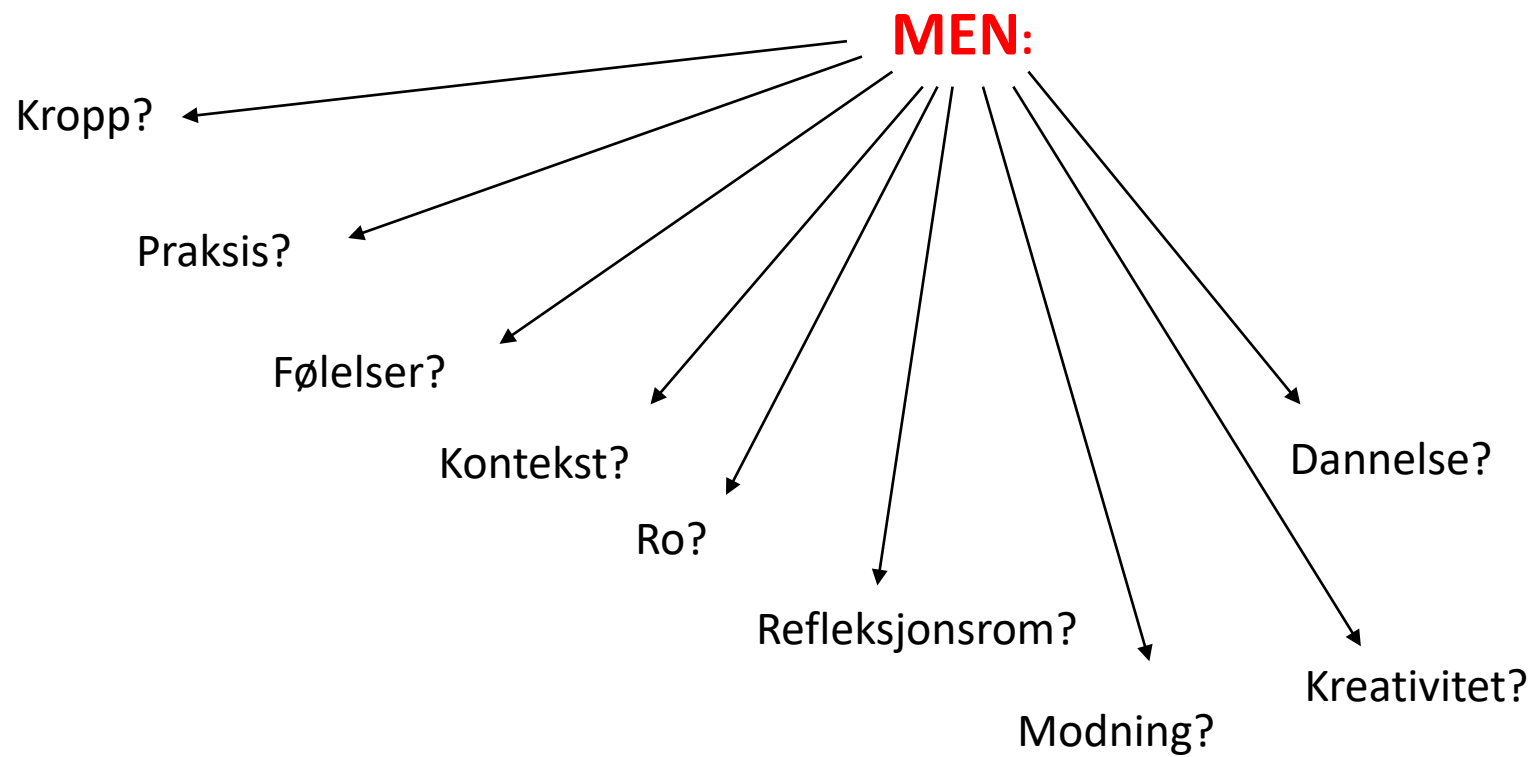 MEN:
Kropp?
Praksis?
Følelser?
Kontekst?
Ro?
Refleksjonsrom?
Modning?
Kreativitet?
Dannelse?